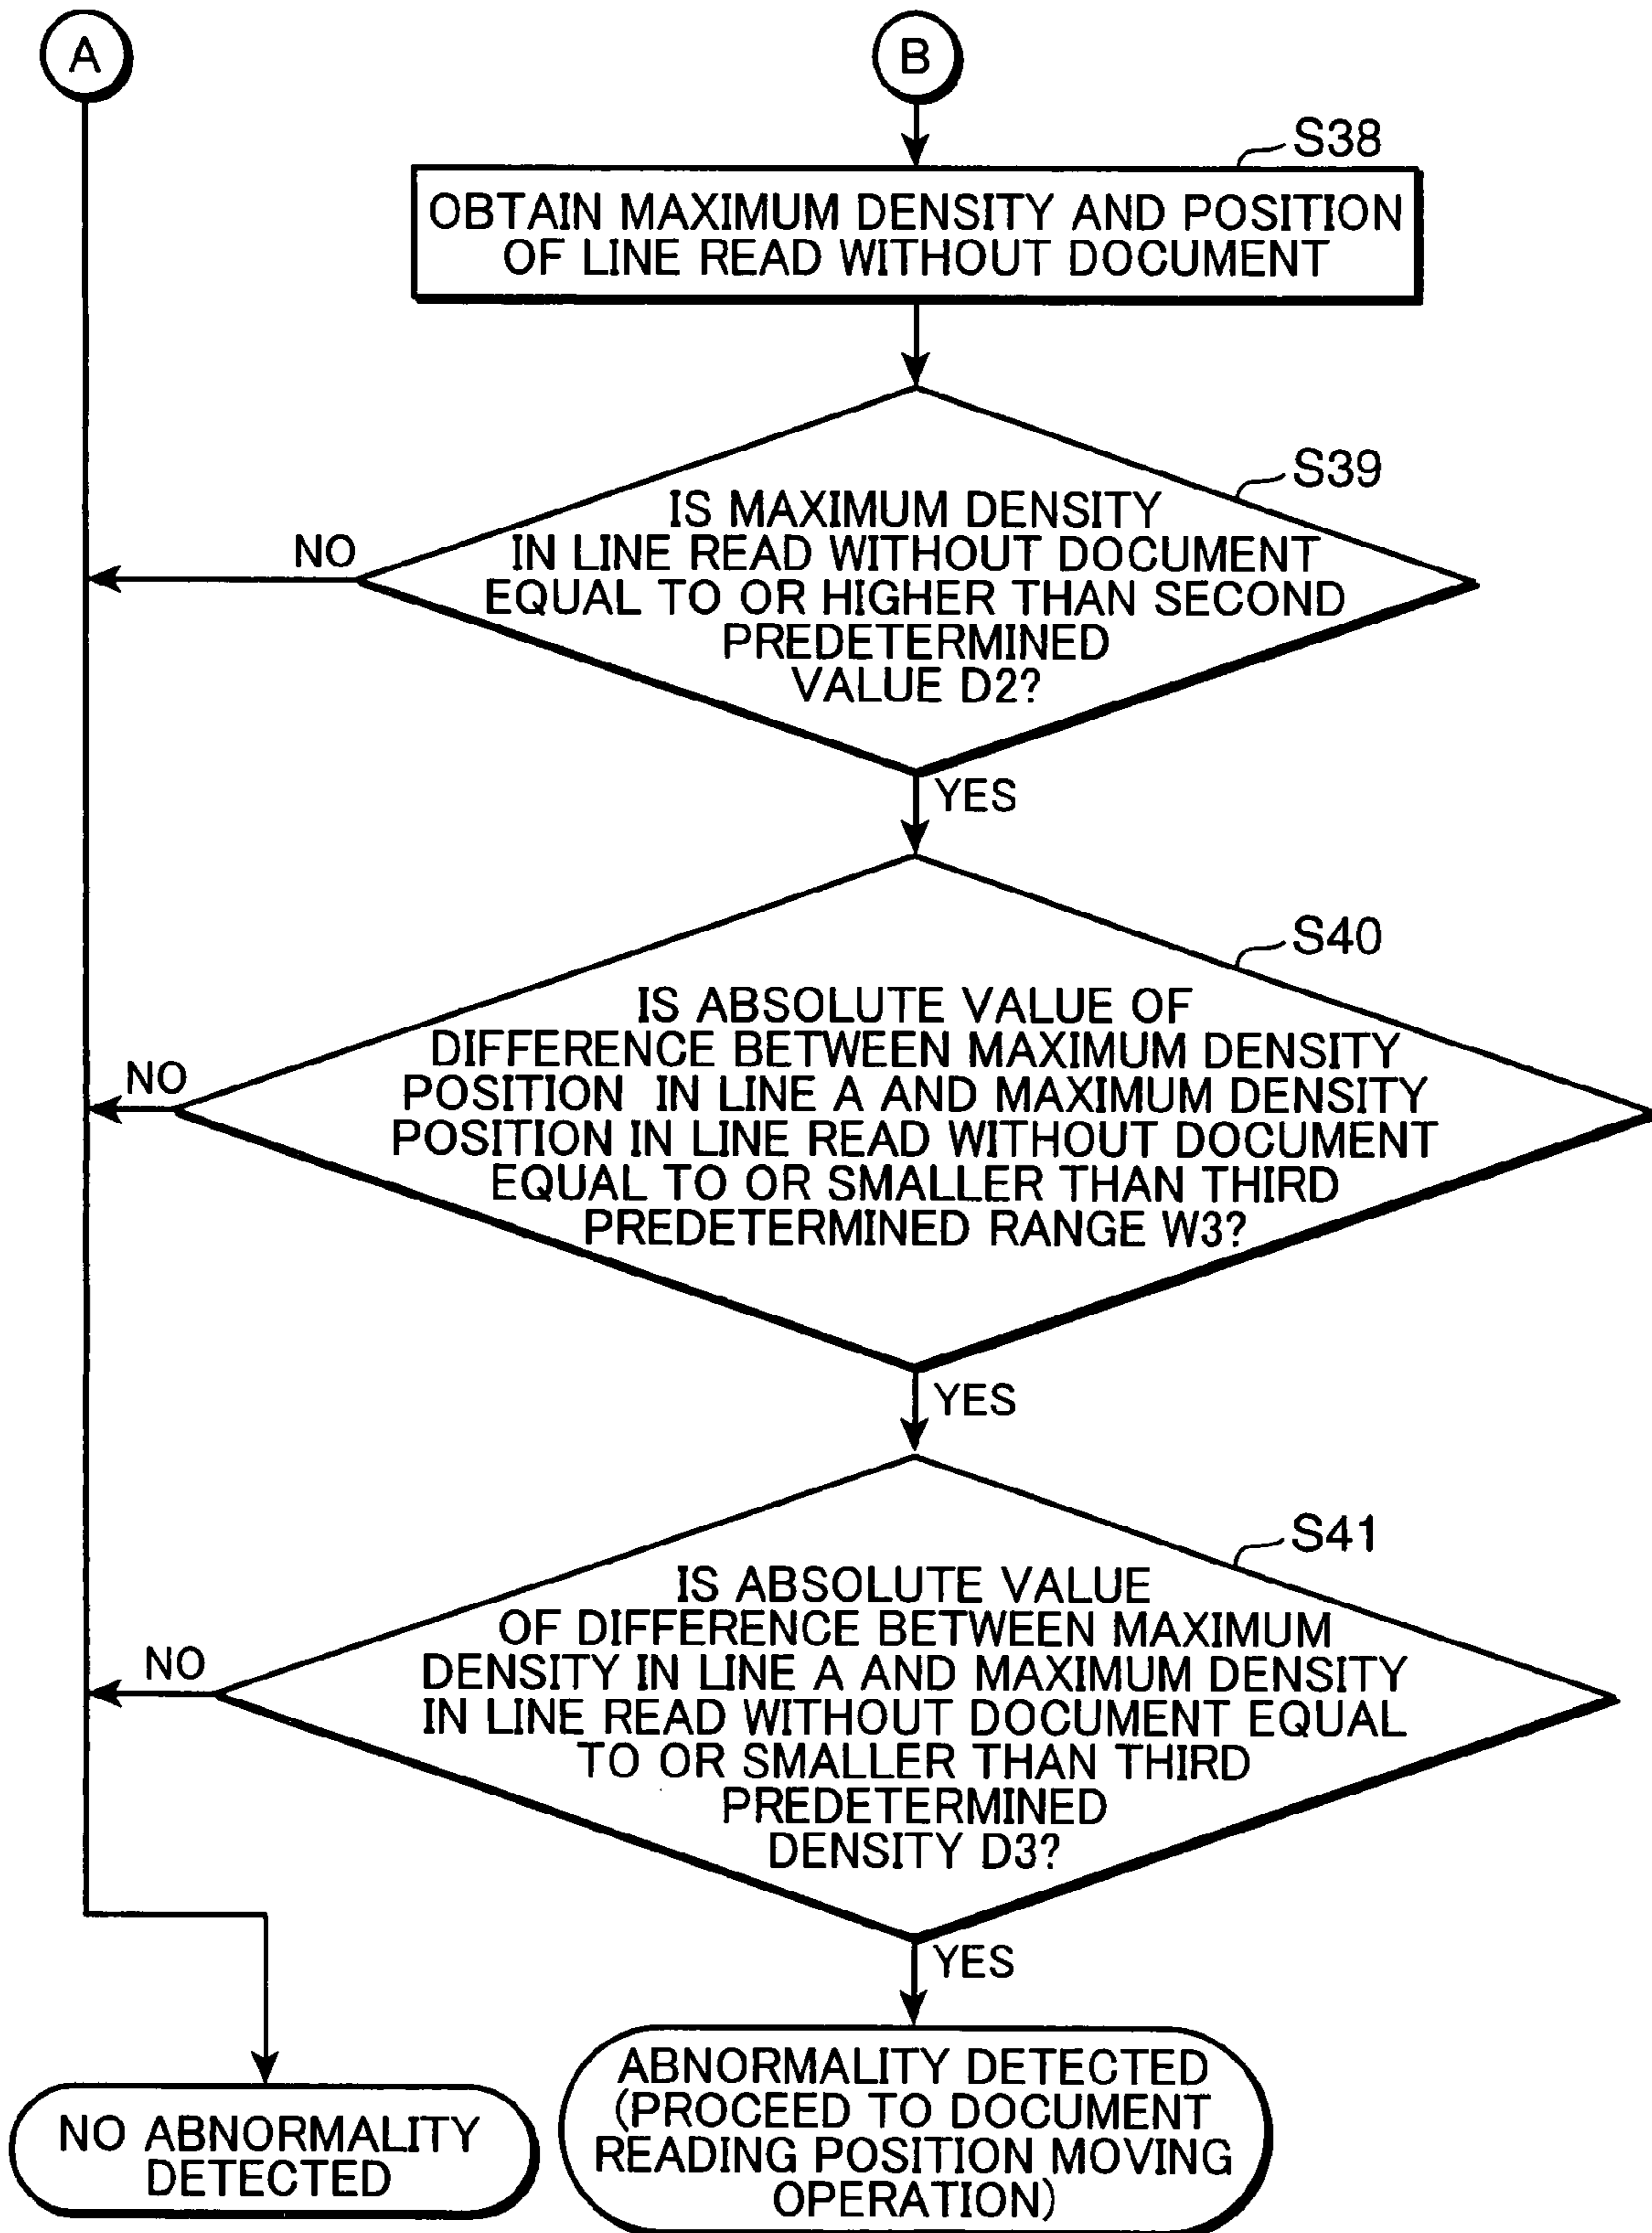 A
B
S38
OBTAIN MAXIMUM DENSITY AND POSITION
OF LINE READ WITHOUT DOCUMENT
S39
IS MAXIMUM DENSITY
IN LINE READ WITHOUT DOCUMENT
EQUAL TO OR HIGHER THAN SECOND
PREDETERMINED
VALUE D2?
NO
YES
S40
IS ABSOLUTE VALUE OF
DIFFERENCE BETWEEN MAXIMUM DENSITY
POSITION IN LINE A AND MAXIMUM DENSITY
POSITION IN LINE READ WITHOUT DOCUMENT
EQUAL TO OR SMALLER THAN THIRD
PREDETERMINED RANGE W3?
NO
YES
S41
IS ABSOLUTE VALUE
OF DIFFERENCE BETWEEN MAXIMUM
DENSITY IN LINE A AND MAXIMUM DENSITY
IN LINE READ WITHOUT DOCUMENT EQUAL
TO OR SMALLER THAN THIRD
PREDETERMINED
DENSITY D3?
NO
YES
NO ABNORMALITY
DETECTED
ABNORMALITY DETECTED
(PROCEED TO DOCUMENT
READING POSITION MOVING
OPERATION)